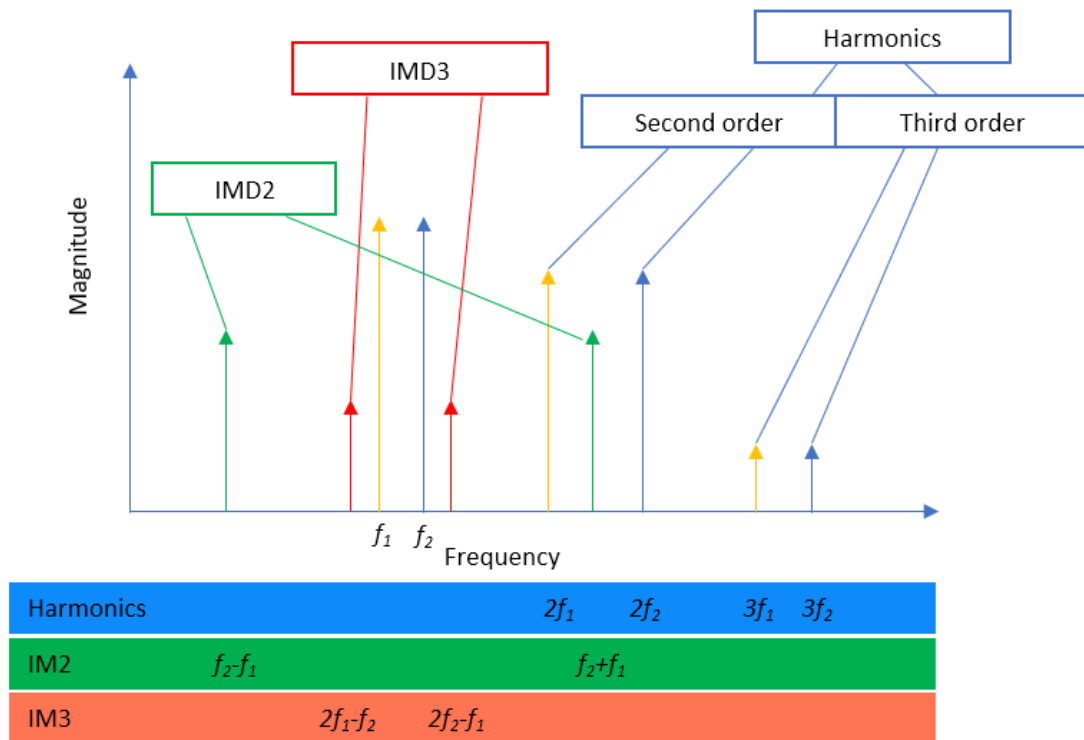 Harmonics
IMD3
Second order
Third order
IMD2
Magnitude
f₁
f₂
Frequency
Harmonics 2f₁ 2f₂ 3f₁ 3f₂
IM2 f₂-f₁ f₂+f₁
IM3 2f₁-f₂ 2f₂-f₁